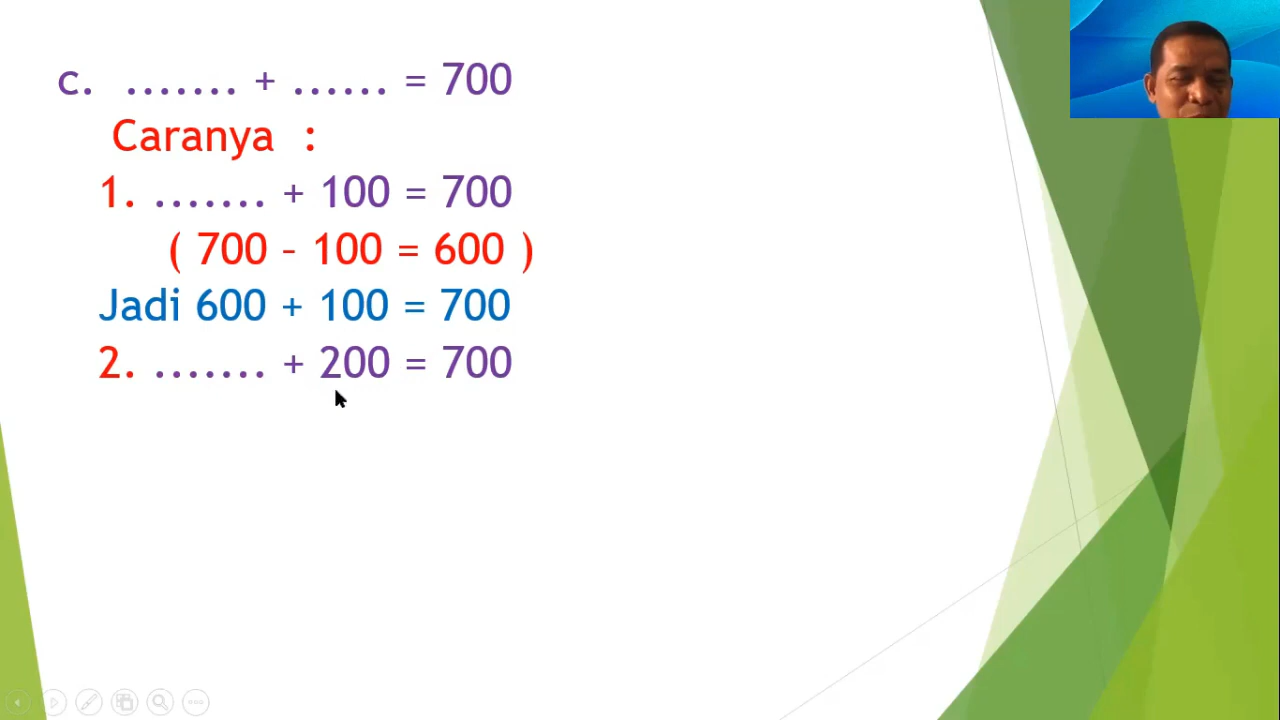 c. ....... + ...... = 700
Caranya :
1. ....... + 100 = 700
( 700 – 100 = 600 )
Jadi 600 + 100 = 700
2. ....... + 200 = 700